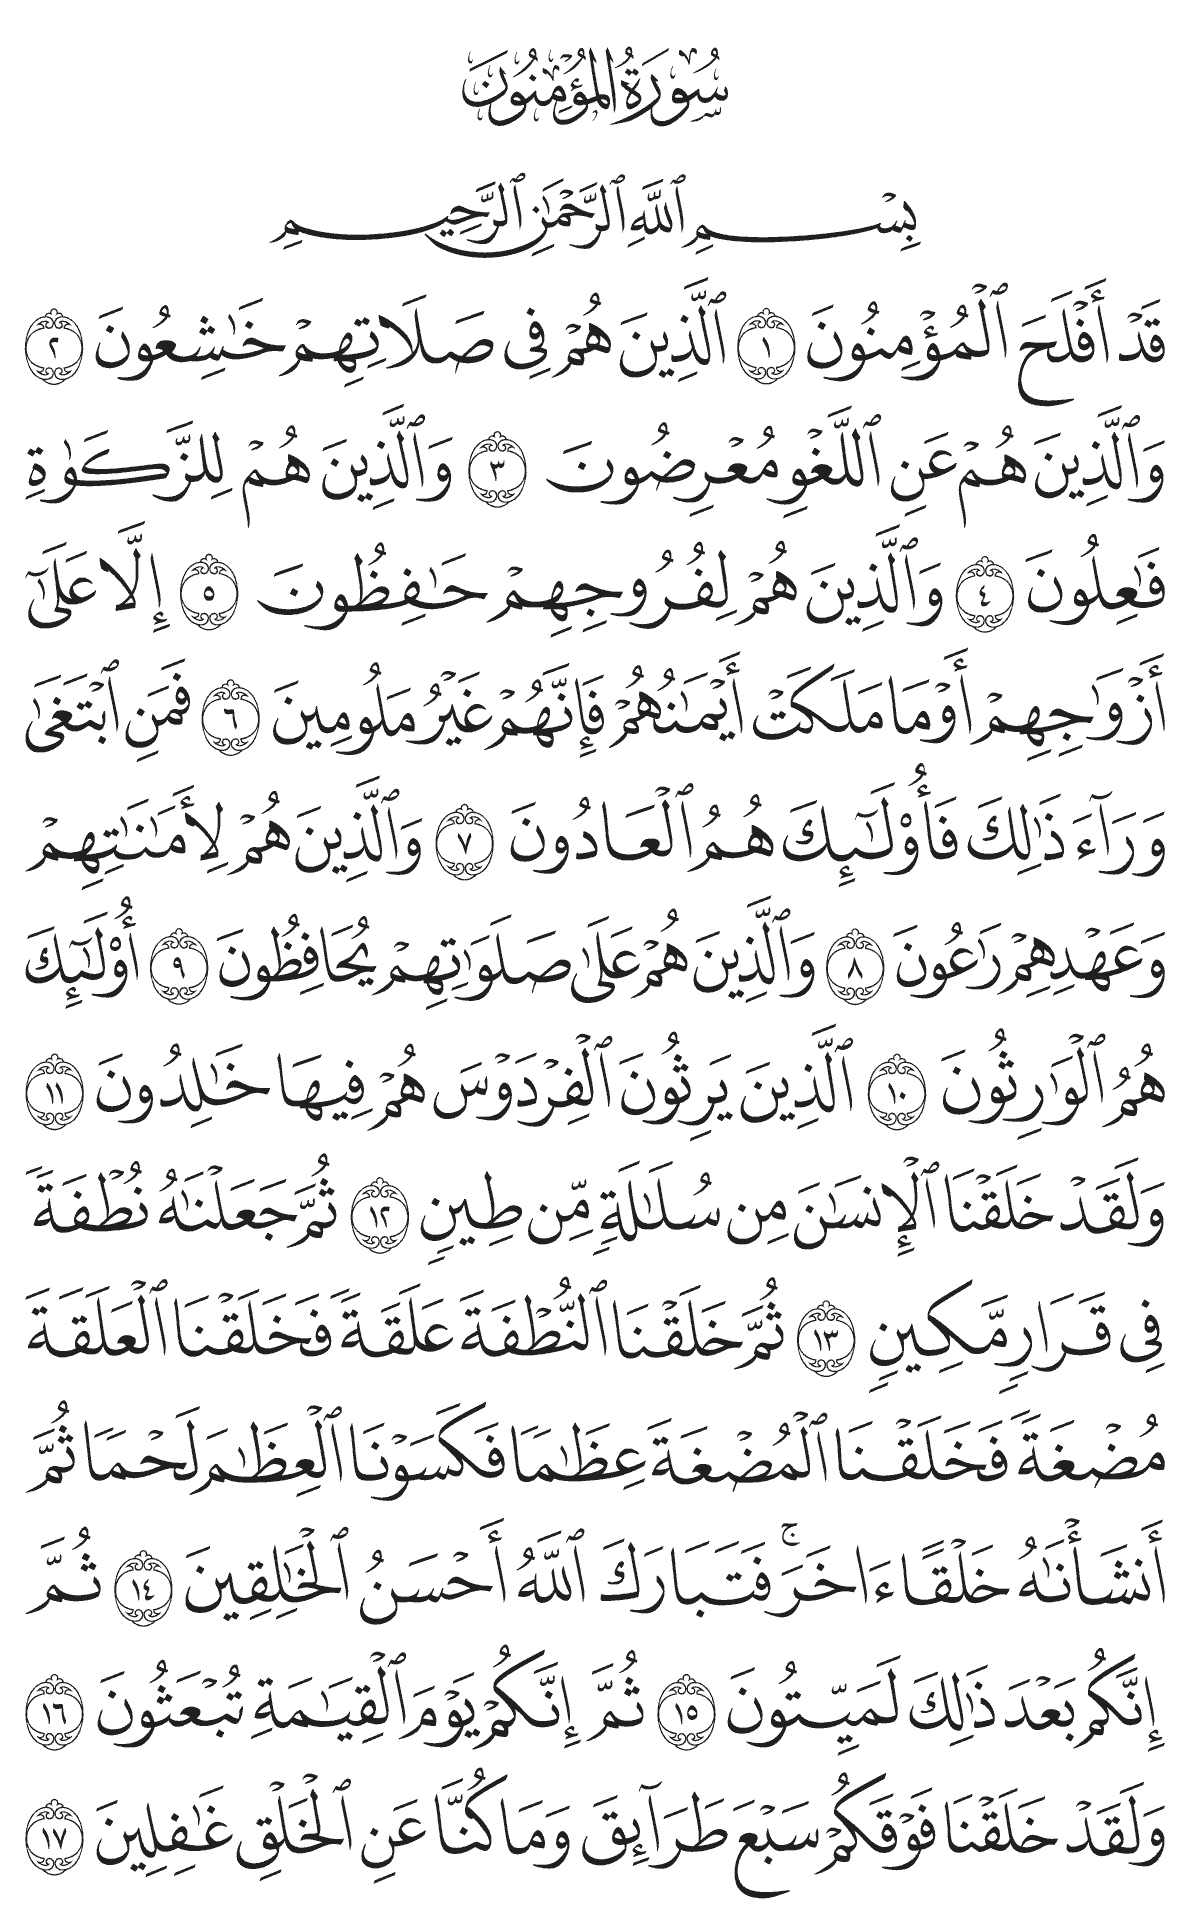 سُورَةُ الْمُؤْمِنُونَ
بِسْمِ ٱللَّهِ ٱلرَّحْمَٰنِ ٱلرَّحِيمِ
قَدْ أَفْلَحَ ٱلْمُؤْمِنُونَ ١ ٱلَّذِينَ هُمْ فِى صَلَاتِهِمْ خَٰشِعُونَ ٢
وَٱلَّذِينَ هُمْ عَنِ ٱللَّغْوِ مُعْرِضُونَ ٣ وَٱلَّذِينَ هُمْ لِلزَّكَوٰةِ
فَٰعِلُونَ ٤ وَٱلَّذِينَ هُمْ لِفُرُوجِهِمْ حَٰفِظُونَ ٥ إِلَّا عَلَىٰٓ
أَزْوَٰجِهِمْ أَوْ مَا مَلَكَتْ أَيْمَٰنُهُمْ فَإِنَّهُمْ غَيْرُ مَلُومِينَ ٦ فَمَنِ ٱبْتَغَىٰ
وَرَآءَ ذَٰلِكَ فَأُو۟لَٰٓئِكَ هُمُ ٱلْعَادُونَ ٧ وَٱلَّذِينَ هُمْ لِأَمَٰنَٰتِهِمْ
وَعَهْدِهِمْ رَٰعُونَ ٨ وَٱلَّذِينَ هُمْ عَلَىٰ صَلَوَٰتِهِمْ يُحَافِظُونَ ٩ أُو۟لَٰٓئِكَ
هُمُ ٱلْوَٰرِثُونَ ١٠ ٱلَّذِينَ يَرِثُونَ ٱلْفِرْدَوْسَ هُمْ فِيهَا خَٰلِدُونَ ١١
وَلَقَدْ خَلَقْنَا ٱلْإِنسَٰنَ مِن سُلَٰلَةٍ مِّن طِينٍ ١٢ ثُمَّ جَعَلْنَٰهُ نُطْفَةً
فِى قَرَارٍ مَّكِينٍ ١٣ ثُمَّ خَلَقْنَا ٱلنُّطْفَةَ عَلَقَةً فَخَلَقْنَا ٱلْعَلَقَةَ
مُضْغَةً فَخَلَقْنَا ٱلْمُضْغَةَ عِظَٰمًا فَكَسَوْنَا ٱلْعِظَٰمَ لَحْمًا ثُمَّ
أَنشَأْنَٰهُ خَلْقًا ءَاخَرَ ۚ فَتَبَارَكَ ٱللَّهُ أَحْسَنُ ٱلْخَٰلِقِينَ ١٤ ثُمَّ
إِنَّكُم بَعْدَ ذَٰلِكَ لَمَيِّتُونَ ١٥ ثُمَّ إِنَّكُمْ يَوْمَ ٱلْقِيَٰمَةِ تُبْعَثُونَ ١٦
وَلَقَدْ خَلَقْنَا فَوْقَكُمْ سَبْعَ طَرَآئِقَ وَمَا كُنَّا عَنِ ٱلْخَلْقِ غَٰفِلِينَ ١٧